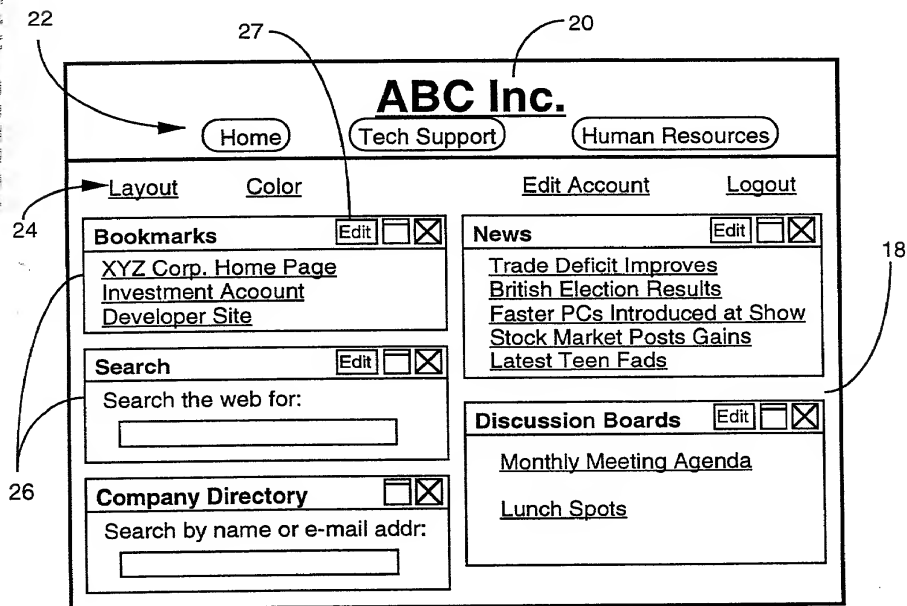 22
27
20
ABC Inc.
Home Tech Support Human Resources
24
Layout Color Edit Account Logout
Bookmarks Edit
XYZ Corp. Home Page
Investment Acoount
Developer Site
Search Edit
Search the web for:
26
Company Directory
Search by name or e-mail addr:
News Edit
Trade Deficit Improves
British Election Results
Faster PCs Introduced at Show
Stock Market Posts Gains
Latest Teen Fads
18
Discussion Boards Edit
Monthly Meeting Agenda
Lunch Spots